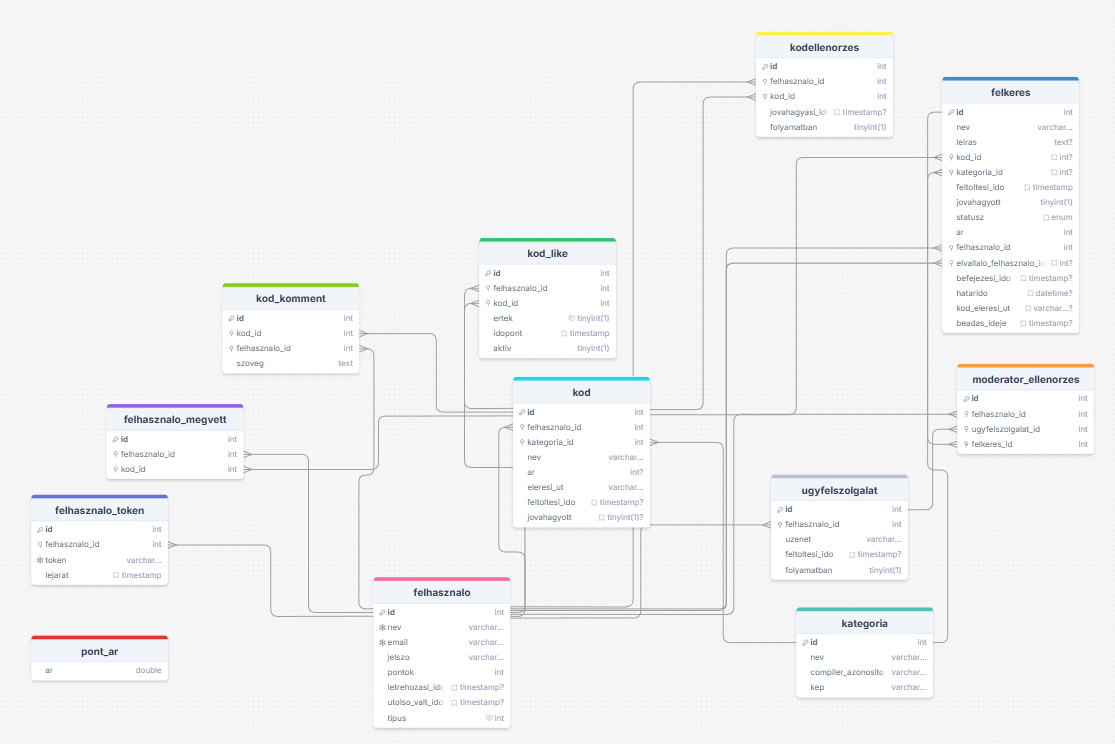 kodellenorzes
id int
felhasznalo_id int
kod_id int
jovahagyasi_id timestamp?
folyamatban tinyint(1)
felkeres
id int
nev varchar...
leiras text?
kod_id int?
kategoria_id int?
feltoltesi_ido timestamp
jovahagyott tinyint(1)
statusz enum
ar int
felhasznalo_id int
elvallalo_felhasznalo_id int?
befejezesi_ido timestamp?
hatarido datetime?
kod_eleresi_ut varchar...?
beadas_ideje timestamp?
kod_like
id int
felhasznalo_id int
kod_id int
ertek tinyint(1)
idopont timestamp
aktiv tinyint(1)
kod_komment
id int
kod_id int
felhasznalo_id int
szoveg text
moderator_ellenorzes
id int
felhasznalo_id int
ugyfelszolgalat_id int
felkeres_id int
kod
id int
felhasznalo_id int
kategoria_id int
nev varchar...
ar int?
eleresi_ut varchar...
feltoltesi_ido timestamp?
jovahagyott tinyint(1)?
felhasznalo_megvett
id int
felhasznalo_id int
kod_id int
ugyfelszolgalat
id int
felhasznalo_id int
uzenet varchar...
feltoltesi_ido timestamp?
folyamatban tinyint(1)
felhasznalo_token
id int
felhasznalo_id int
token varchar...
lejarat timestamp
felhasznalo
id int
nev varchar...
email varchar...
jelszo varchar...
pontok int
letrehozasi_ido timestamp?
utolso_valt_ido timestamp?
tipus int
kategoria
id int
nev varchar...
compiler_azonosito varchar...
kep varchar...
pont_ar
ar double